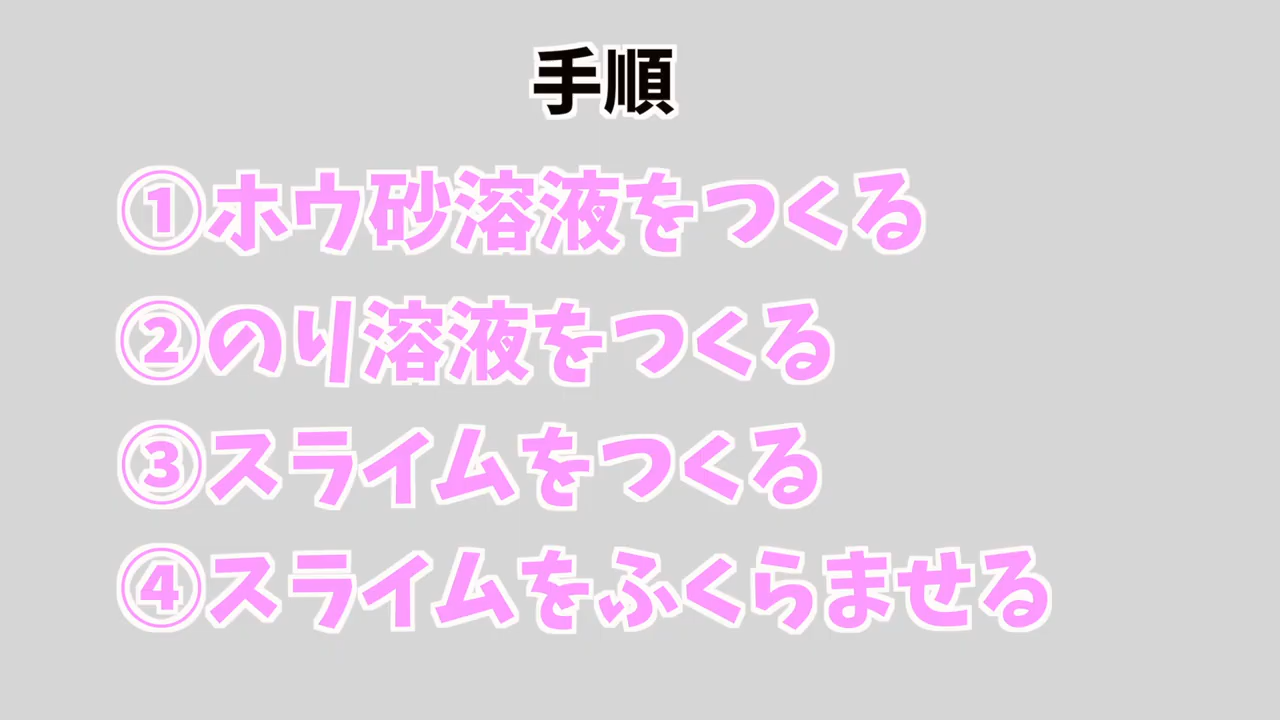 手順
①ホウ砂溶液をつくる
②のり溶液をつくる
③スライムをつくる
④スライムをふくらませる